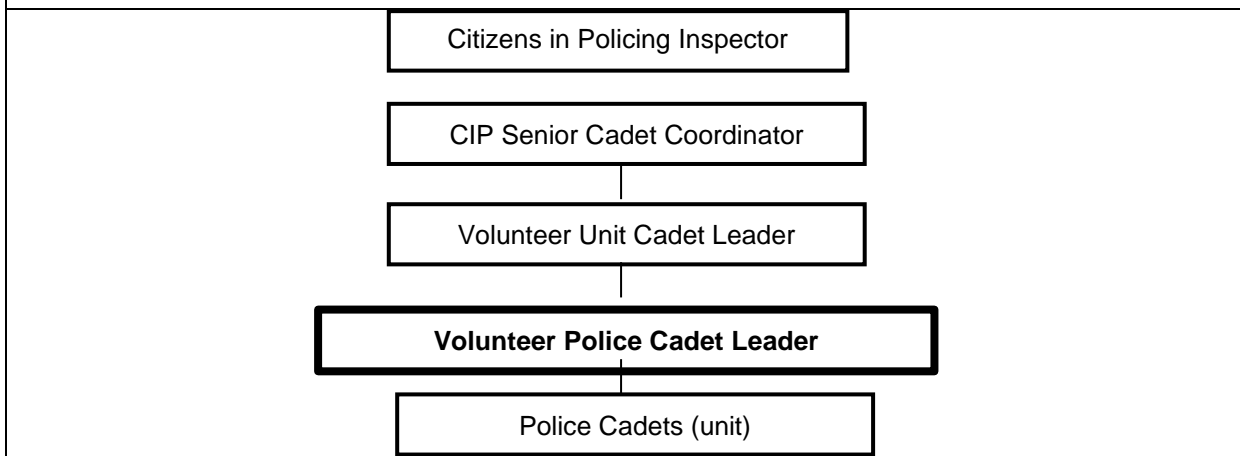 Citizens in Policing Inspector
CIP Senior Cadet Coordinator
Volunteer Unit Cadet Leader
Volunteer Police Cadet Leader
Police Cadets (unit)